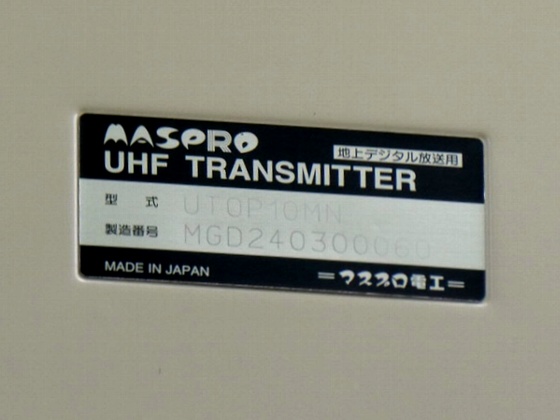 MASPRO
地上デジタル放送用
UHF TRANSMITTER
型 式 UTOP10MN
製造番号 MGD240300060
MADE IN JAPAN
=マスプロ電工=